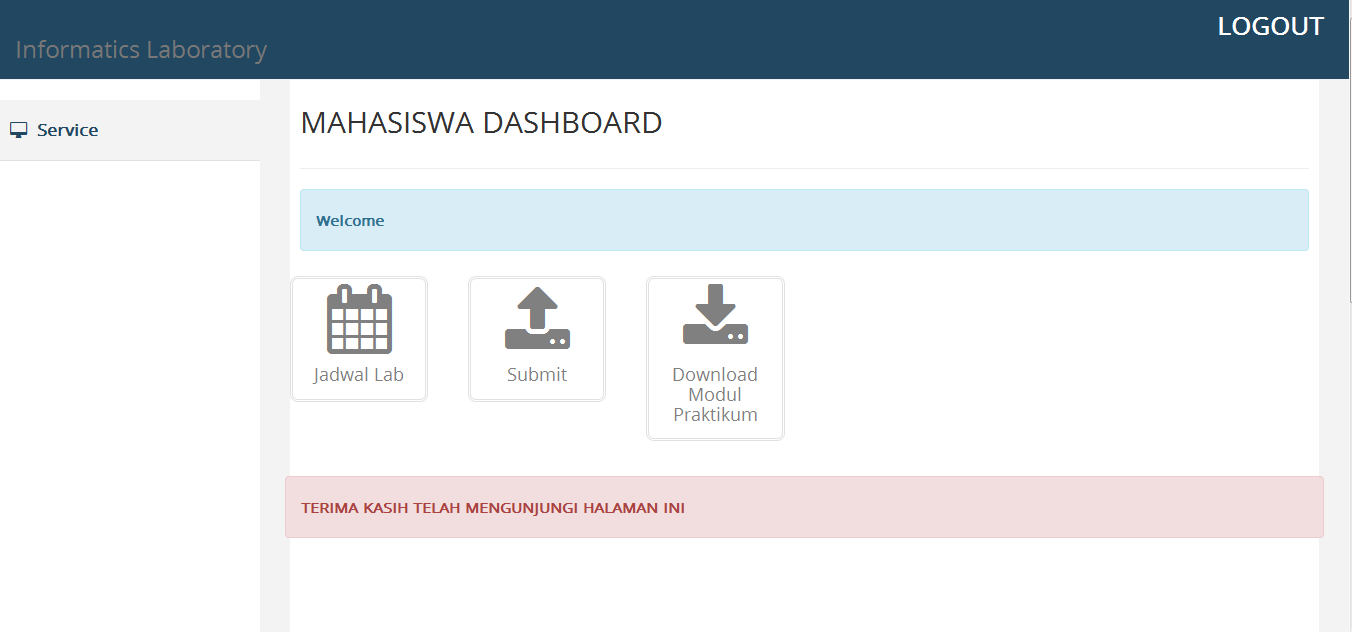 LOGOUT
Informatics Laboratory
Service
MAHASISWA DASHBOARD
Welcome
Jadwal Lab
Submit
Download
Modul
Praktikum
TERIMA KASIH TELAH MENGUNJUNGI HALAMAN INI